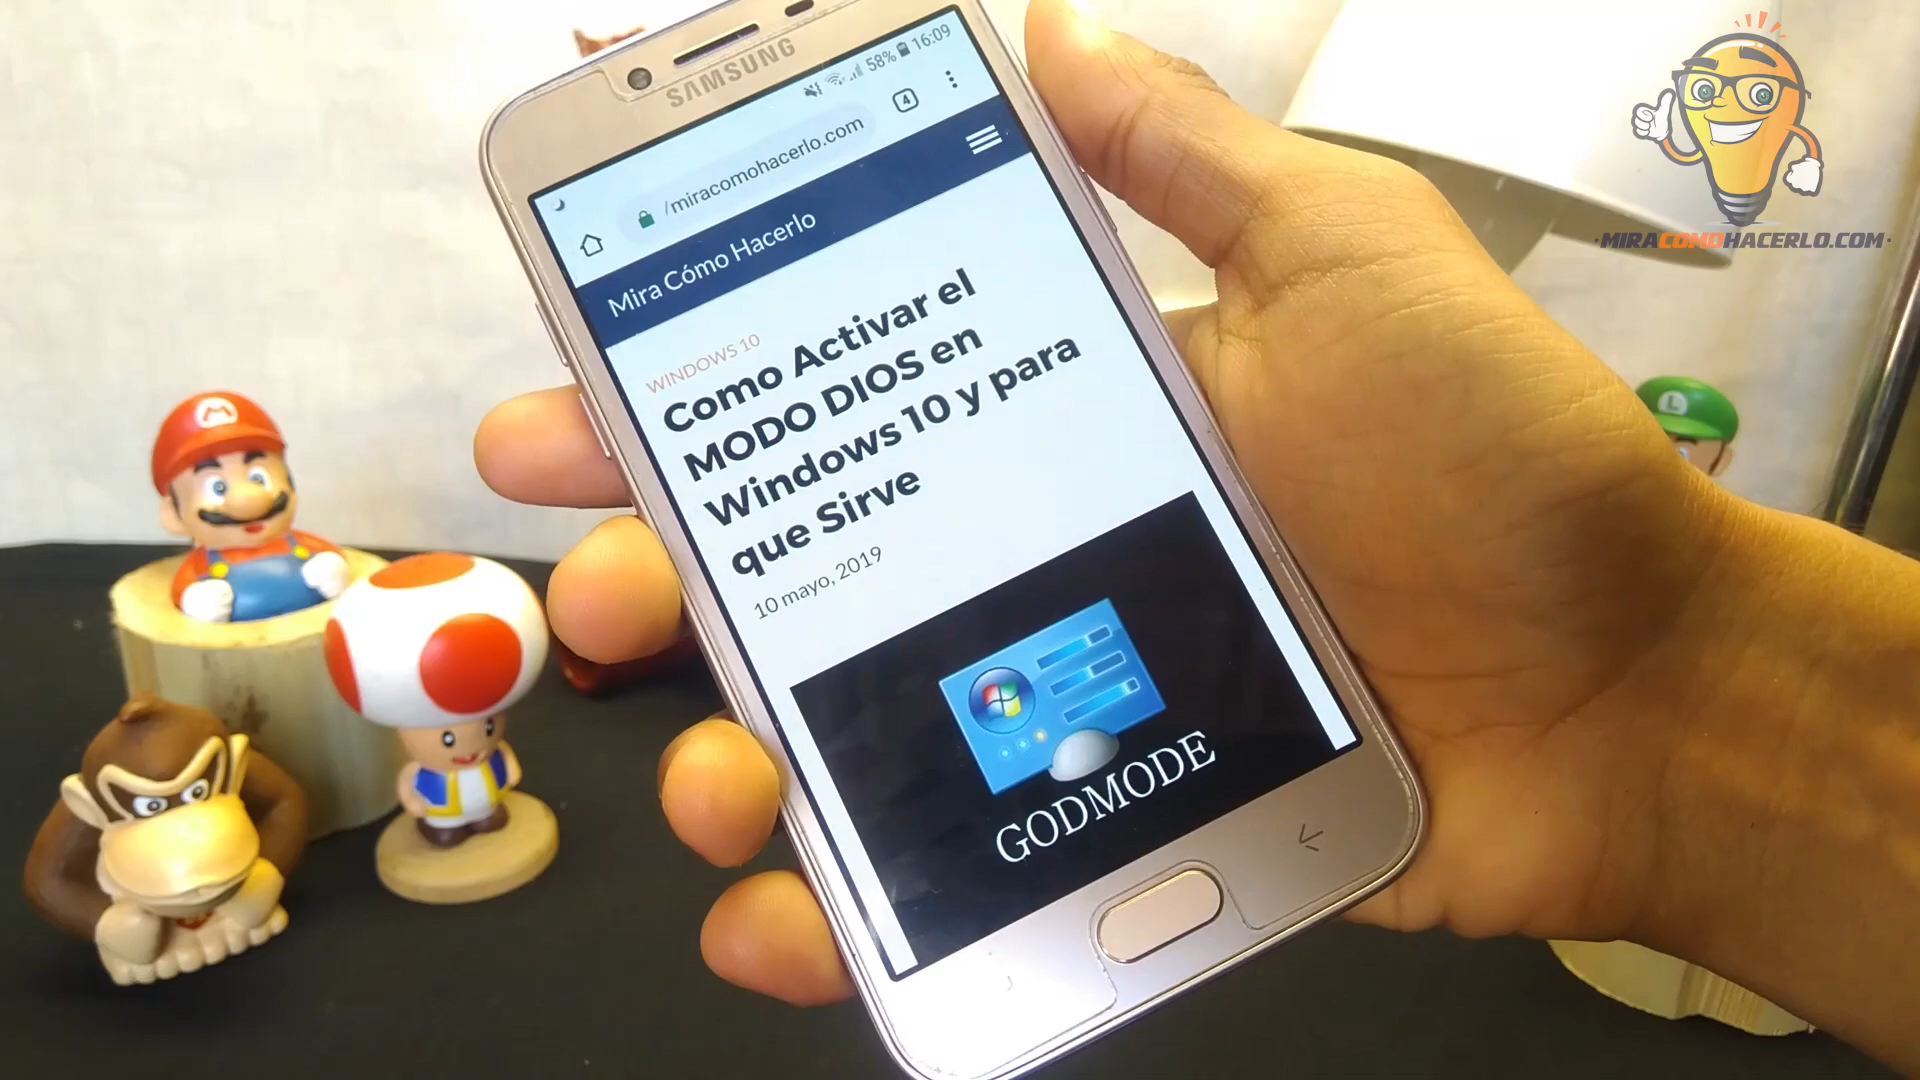 SAMSUNG
58% 16:09
/miracomohacerlo.com
4
Mira Cómo Hacerlo
WINDOWS 10
Como Activar el
MODO DIOS en
Windows 10 y para
que Sirve
10 mayo, 2019
GODMODE
MIRACOMOHACERLO.COM
M
L